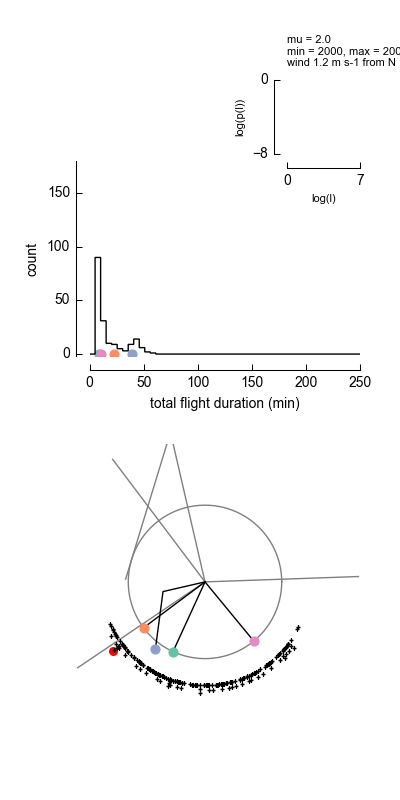 mu = 2.0
min = 2000, max = 200
wind 1.2 m s-1 from N
0
log(p(l))
−8
0
7
log(l)
150
100
50
0
count
0
50
100
150
200
250
total flight duration (min)